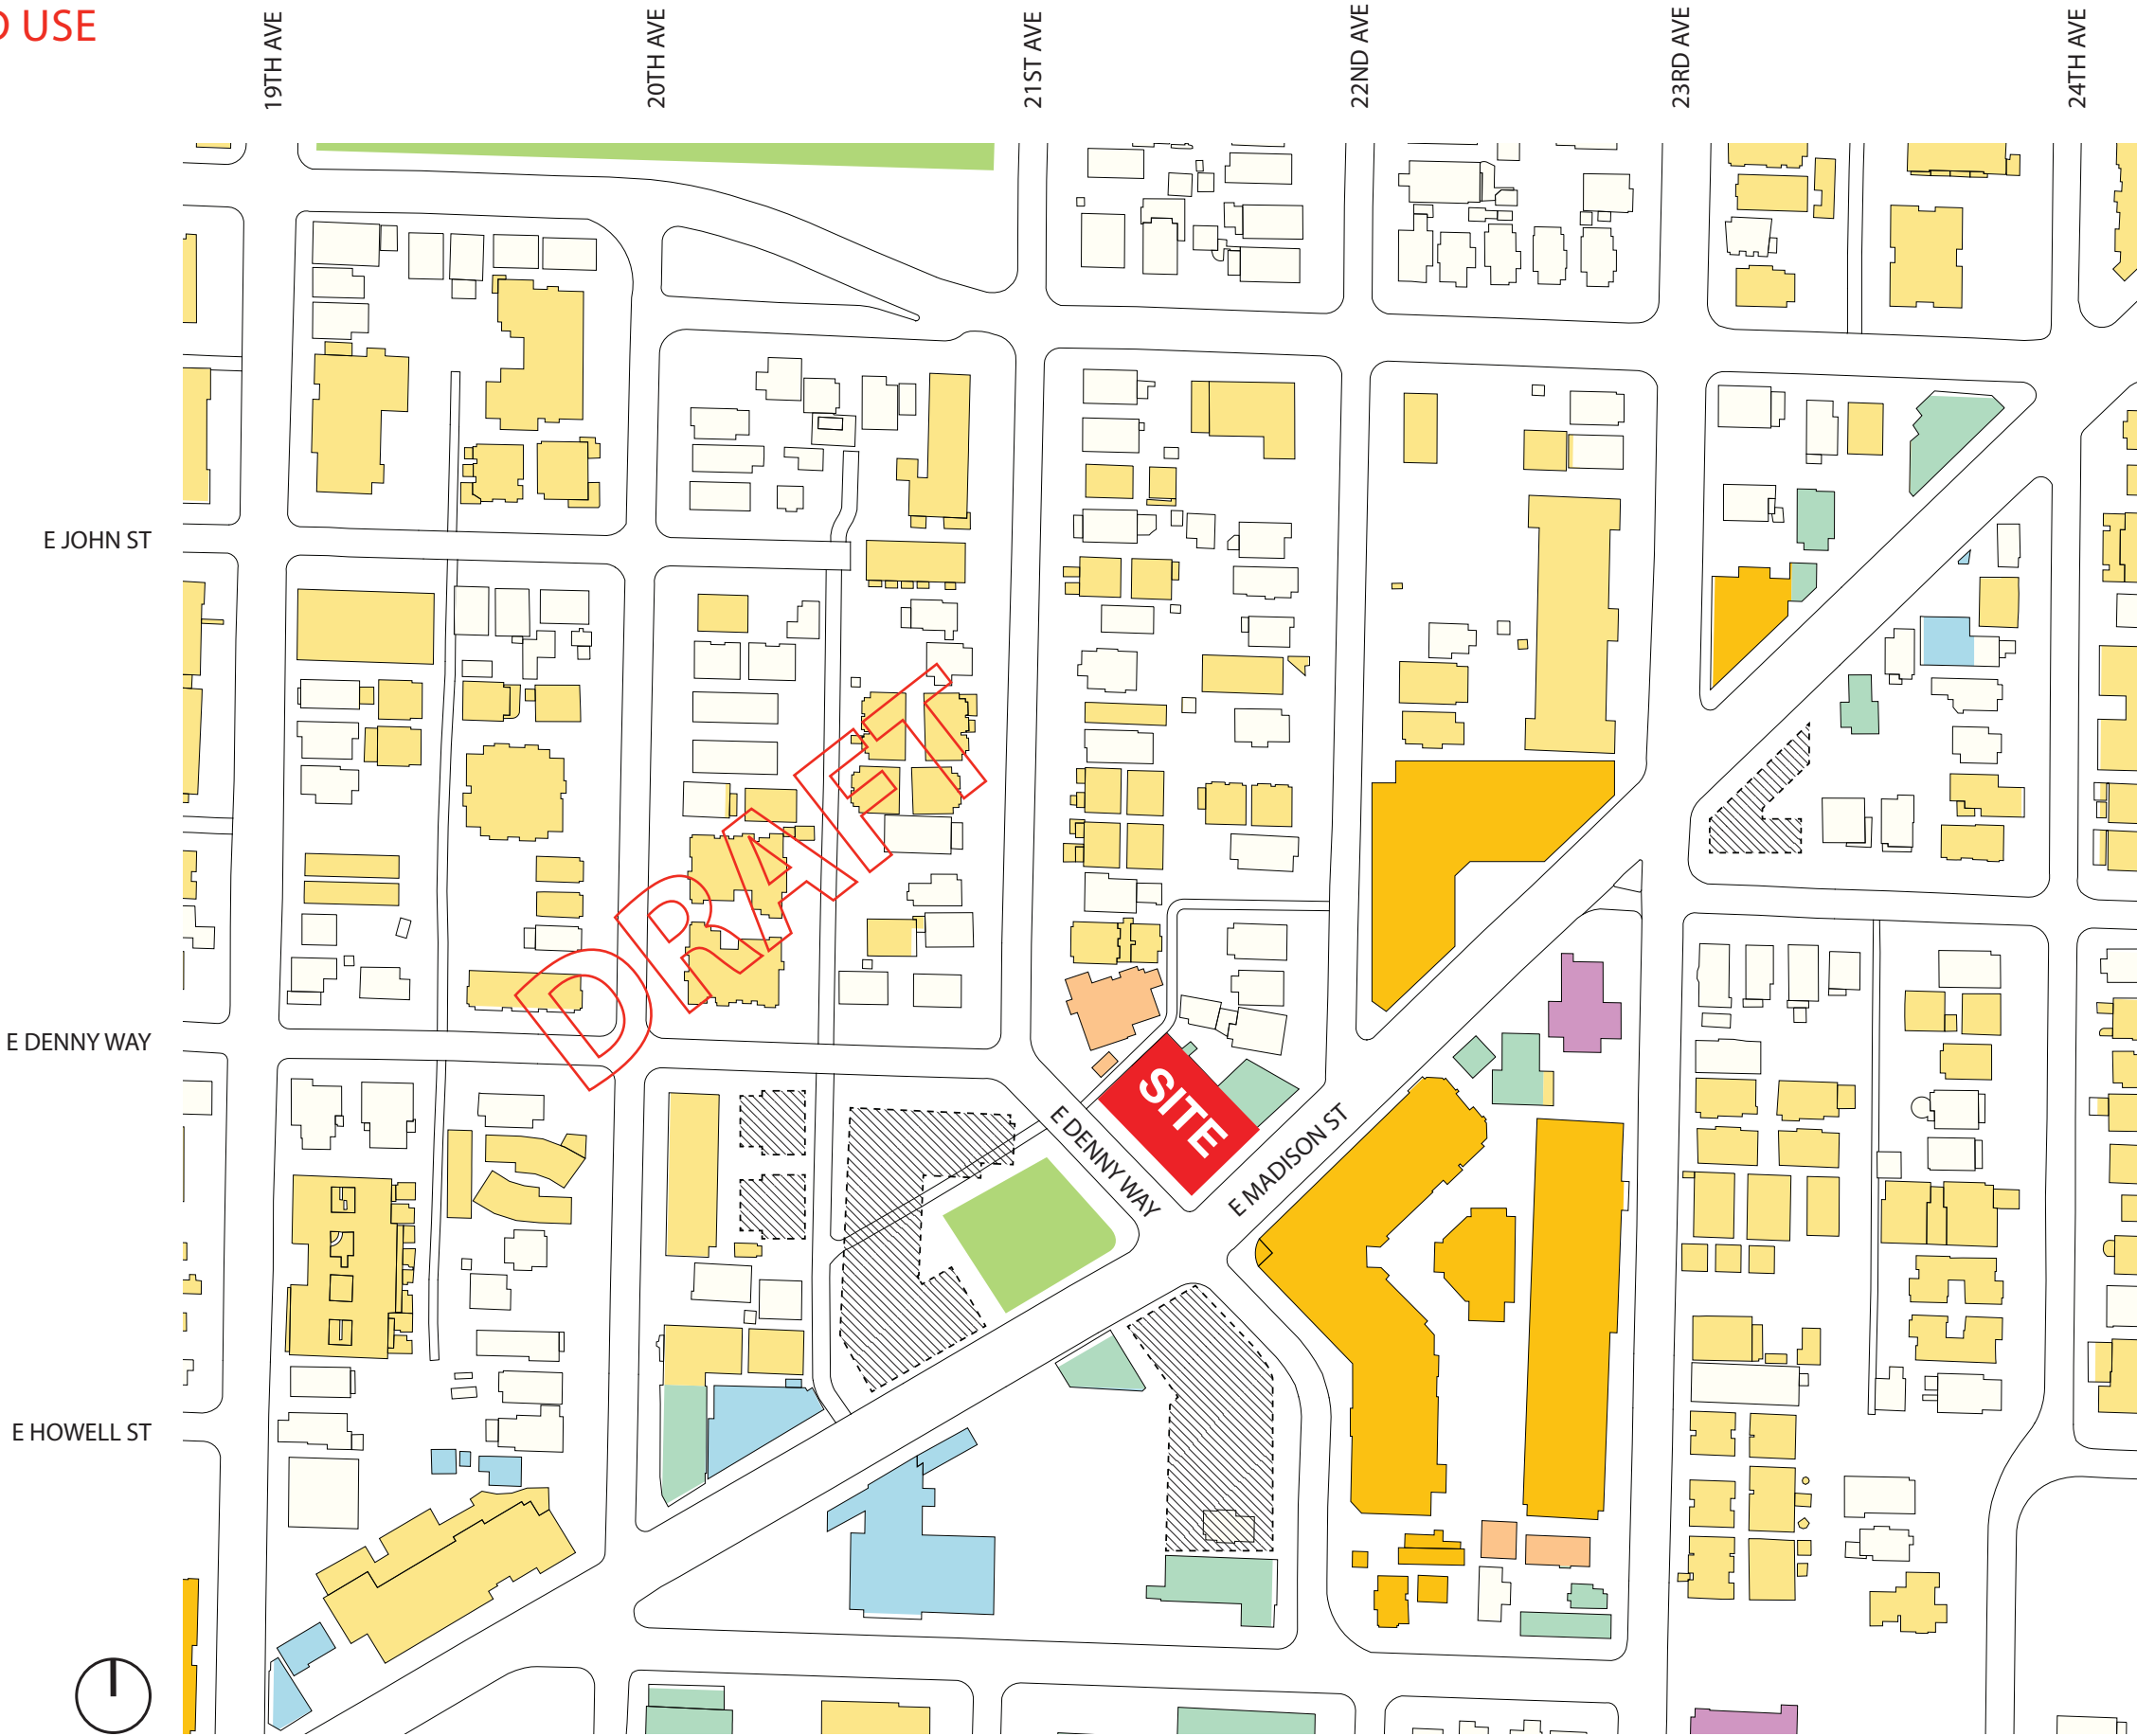 D USE
19TH AVE
20TH AVE
21ST AVE
22ND AVE
23RD AVE
24TH AVE
E JOHN ST
E DENNY WAY
E HOWELL ST
DRAFT
SITE
E DENNY WAY
E MADISON ST